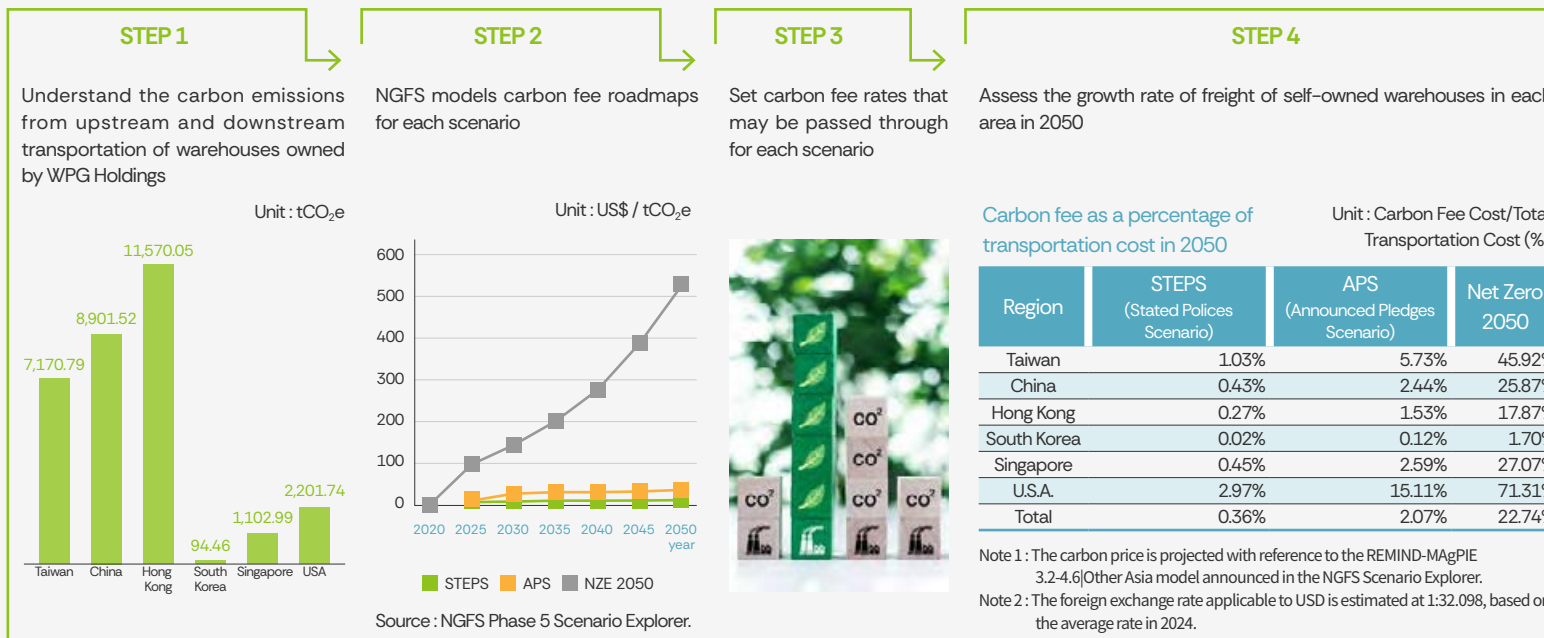 STEP 1
Understand the carbon emissions
from upstream and downstream
transportation of warehouses owned
by WPG Holdings
Unit : tCO₂e
11,570.05
8,901.52
7,170.79
2,201.74
1,102.99
94.46
Taiwan China Hong Kong South Korea Singapore USA
STEP 2
NGFS models carbon fee roadmaps
for each scenario
Unit : US$ / tCO₂e
600
500
400
300
200
100
0
2020 2025 2030 2035 2040 2045 2050
year
STEPS APS NZE 2050
Source : NGFS Phase 5 Scenario Explorer.
STEP 3
Set carbon fee rates that
may be passed through
for each scenario
CO²
CO²
CO² CO² CO²
STEP 4
Assess the growth rate of freight of self-owned warehouses in each
area in 2050
Carbon fee as a percentage of
transportation cost in 2050
Unit : Carbon Fee Cost/Total
Transportation Cost (%
Region STEPS (Stated Polices Scenario) APS (Announced Pledges Scenario) Net Zero 2050
Taiwan 1.03% 5.73% 45.92%
China 0.43% 2.44% 25.87%
Hong Kong 0.27% 1.53% 17.87%
South Korea 0.02% 0.12% 1.70%
Singapore 0.45% 2.59% 27.07%
U.S.A. 2.97% 15.11% 71.31%
Total 0.36% 2.07% 22.74%
Note 1 : The carbon price is projected with reference to the REMIND-MAgPIE
3.2-4.6|Other Asia model announced in the NGFS Scenario Explorer.
Note 2 : The foreign exchange rate applicable to USD is estimated at 1:32.098, based on
the average rate in 2024.